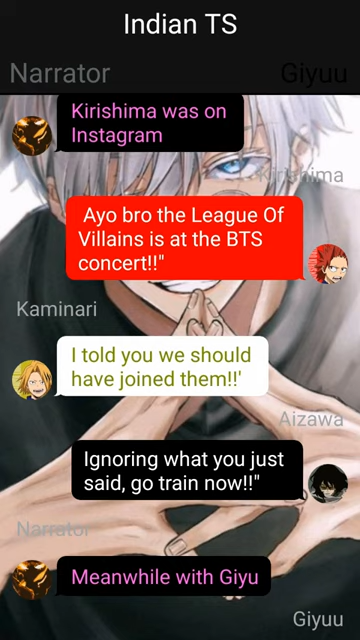 Indian TS
Narrator
Giyuu
Kirishima was on
Instagram
Kirishima
Ayo bro the League Of
Villains is at the BTS
concert!!"
Kaminari
I told you we should
have joined them!!'
Aizawa
Ignoring what you just
said, go train now!!"
Narrator
Meanwhile with Giyu
Giyuu